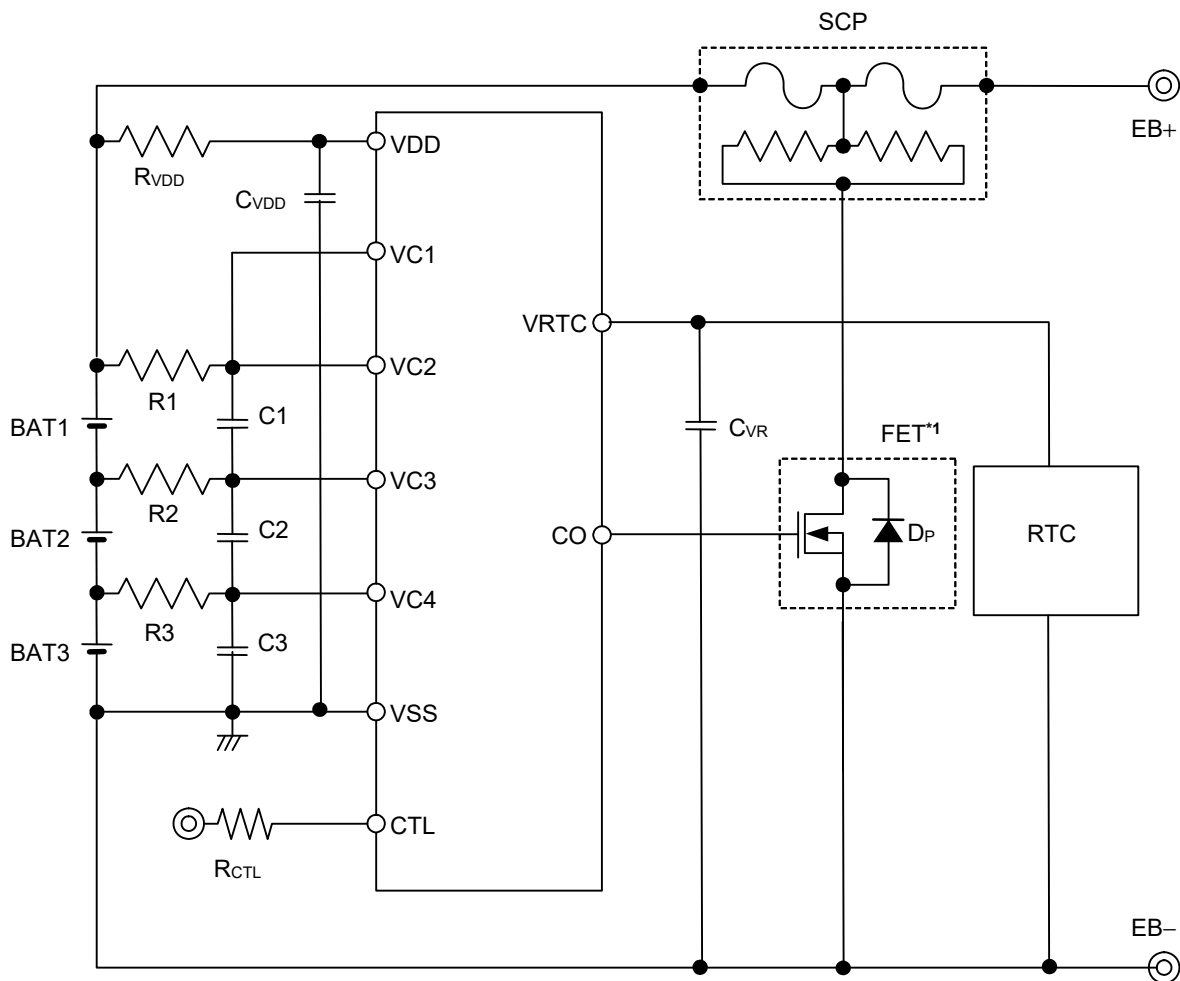 SCP
EB+
VDD
RVDD
CVDD
VC1
VRTC
VC2
R1
C1
BAT1
CVR
FET*1
VC3
R2
C2
BAT2
CO
DP
RTC
VC4
R3
C3
BAT3
VSS
CTL
RCTL
EB−